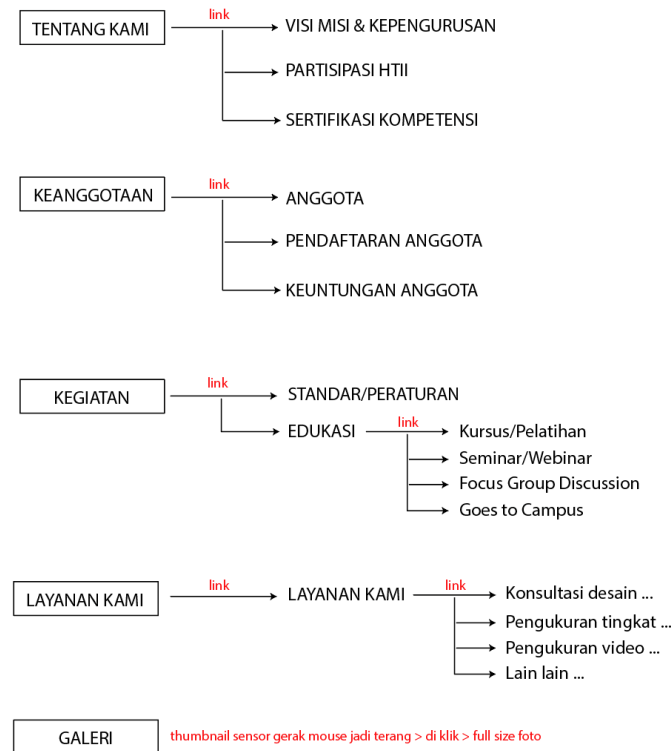 TENTANG KAMI
link
VISI MISI & KEPENGURUSAN
PARTISIPASI HTII
SERTIFIKASI KOMPETENSI
KEANGGOTAAN
link
ANGGOTA
PENDAFTARAN ANGGOTA
KEUNTUNGAN ANGGOTA
KEGIATAN
link
STANDAR/PERATURAN
EDUKASI
link
Kursus/Pelatihan
Seminar/Webinar
Focus Group Discussion
Goes to Campus
LAYANAN KAMI
link
LAYANAN KAMI
link
Konsultasi desain ...
Pengukuran tingkat ...
Pengukuran video ...
Lain lain ...
GALERI
thumbnail sensor gerak mouse jadi terang > di klik > full size foto